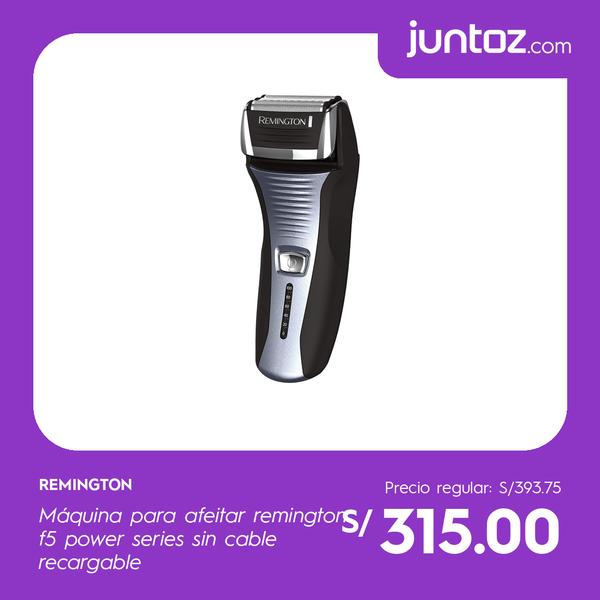 juntoz.com
REMINGTON
REMINGTON
Máquina para afeitar remington
f5 power series sin cable
recargable
Precio regular: S/393.75
S/ 315.00